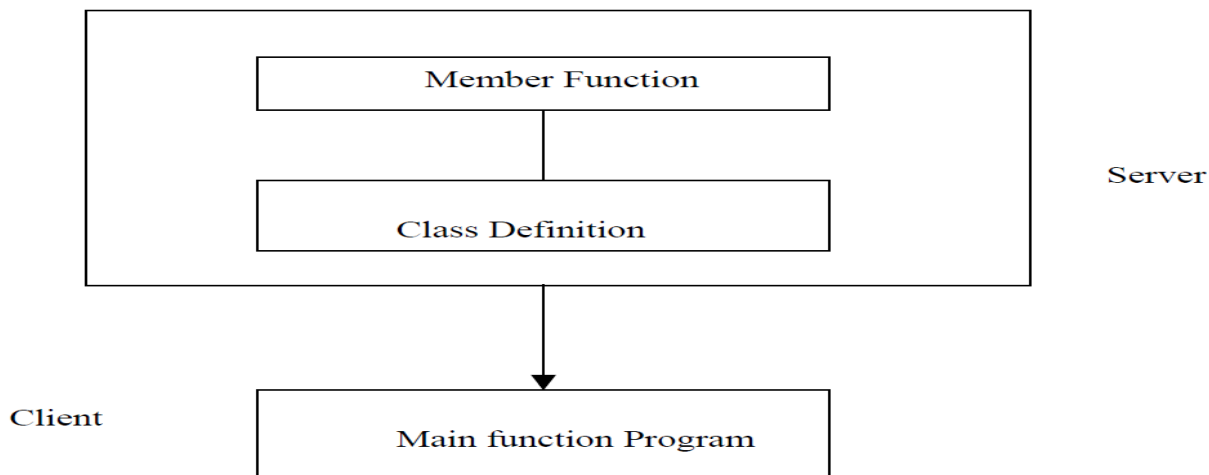 Member Function
Server
Class Definition
Client
Main function Program